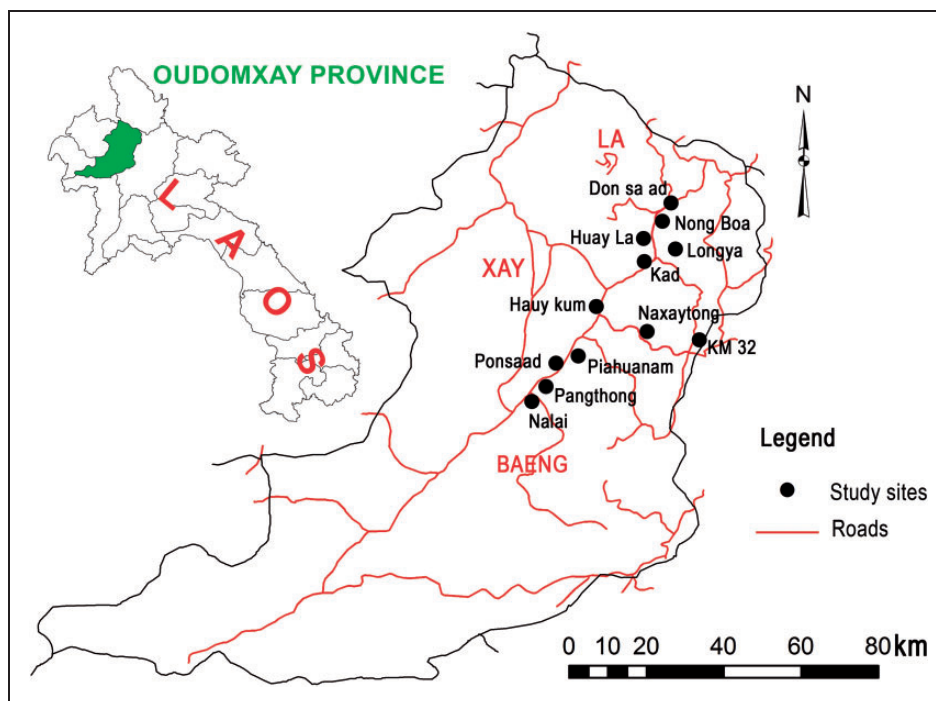 OUDOMXAY PROVINCE
N
LA
Don sa ad
Nong Boa
Huay La
Longya
LAOS
XAY
Kad
Hauy kum
Naxaytong
KM 32
Ponsaad
Piahuanam
Pangthong
Nalai
BAENG
Legend
Study sites
Roads
0 10 20 40 60 80 km